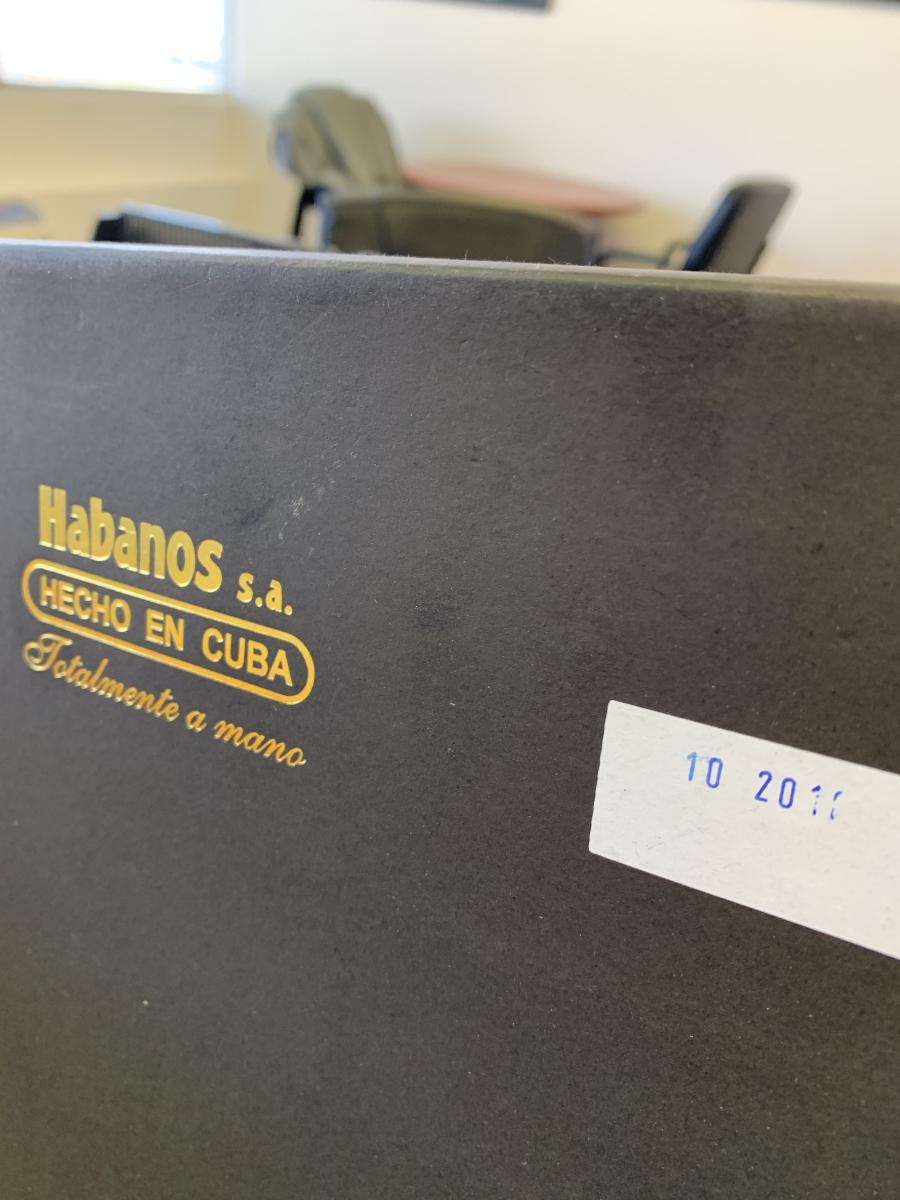 Habanos s.a.
HECHO EN CUBA
Totalmente a mano
10